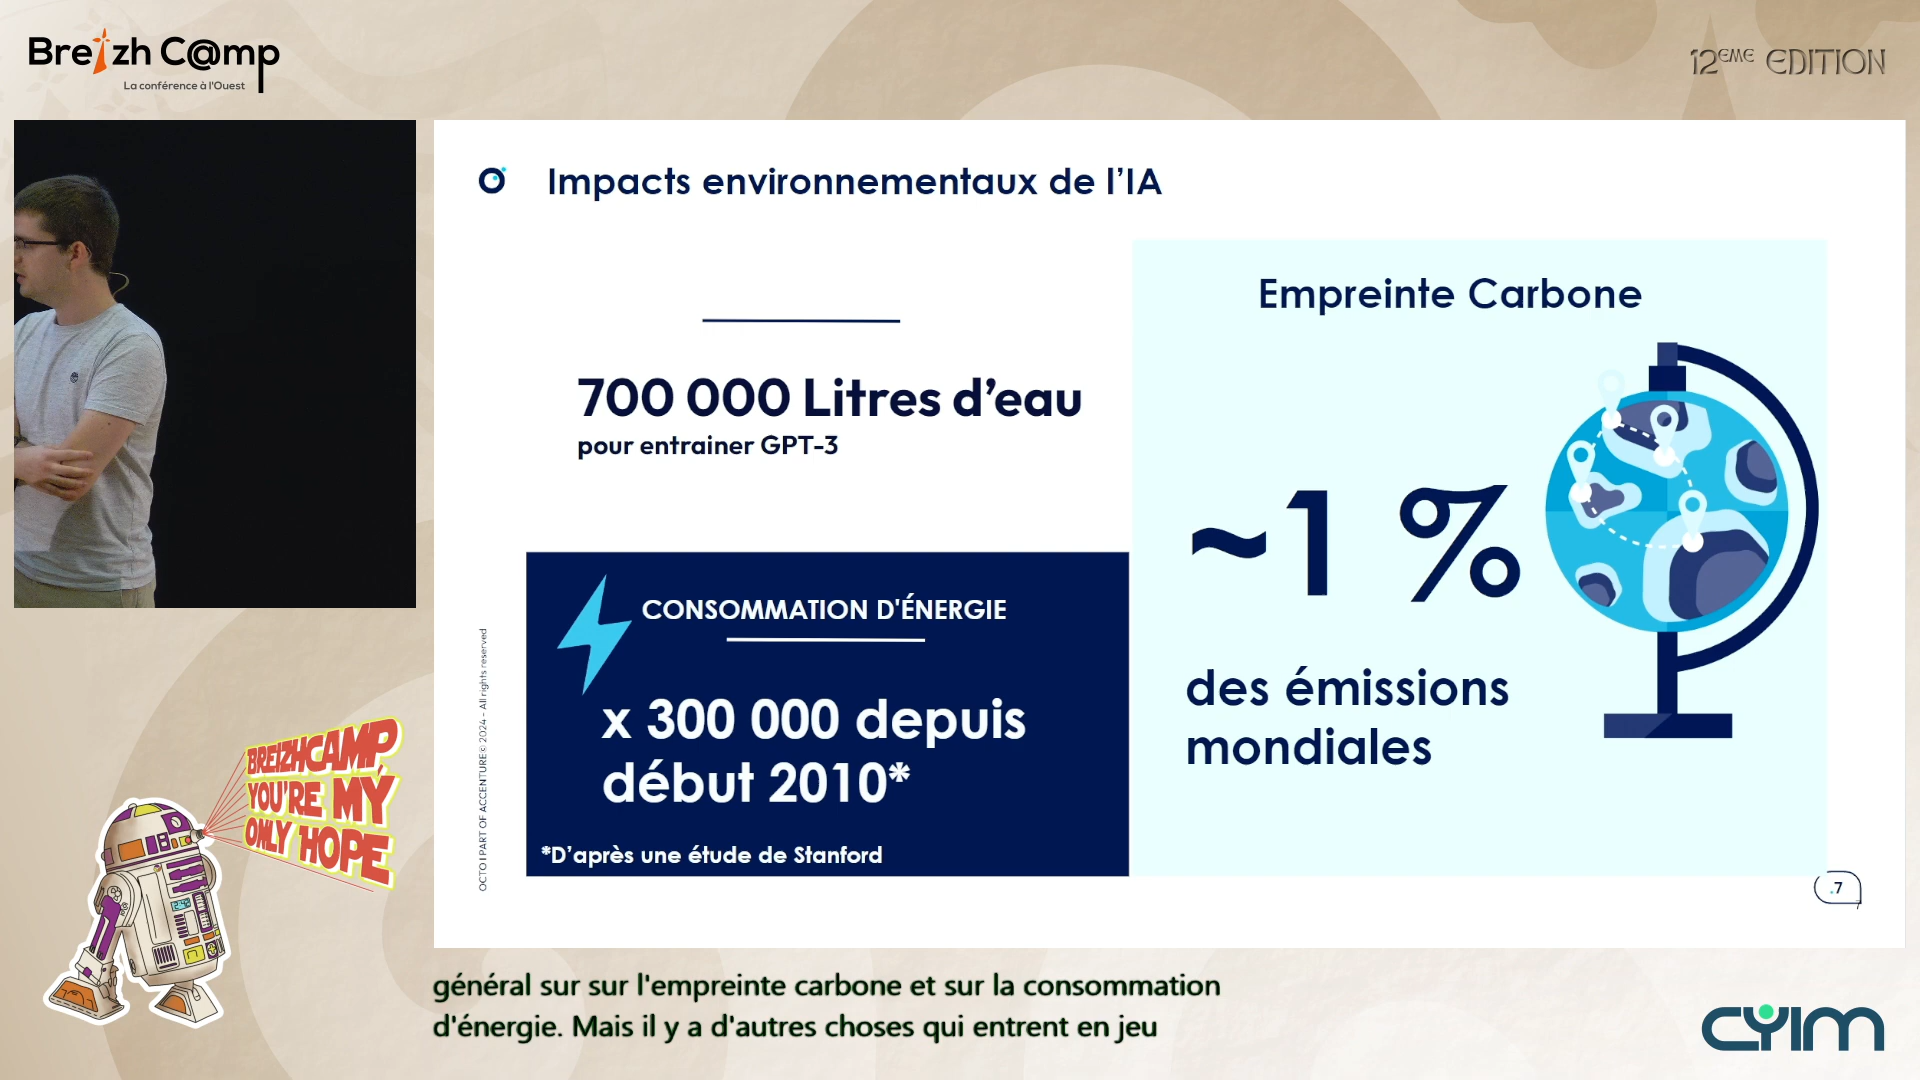 Breizh C@mp
La conférence à l'Ouest
12EME EDITION
Impacts environnementaux de l'IA
700 000 Litres d'eau
pour entrainer GPT-3
CONSOMMATION D'ÉNERGIE
x 300 000 depuis
début 2010*
*D'après une étude de Stanford
Empreinte Carbone
~1 %
des émissions
mondiales
OCTO I PART OF ACCENTURE © 2024 - All rights reserved
.7
7
BREIZHCAMP
YOU'RE MY
ONLY HOPE
général sur sur l'empreinte carbone et sur la consommation
d'énergie. Mais il y a d'autres choses qui entrent en jeu
CYIM